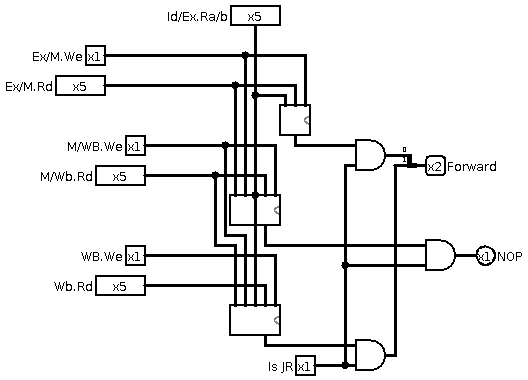 Id/Ex.Ra/b x5
Ex/M.We x1
Ex/M.Rd x5
M/WB.We x1
0
1
x2 Forward
M/Wb.Rd x5
WB.We x1
x1 NOP
Wb.Rd x5
Is JR x1